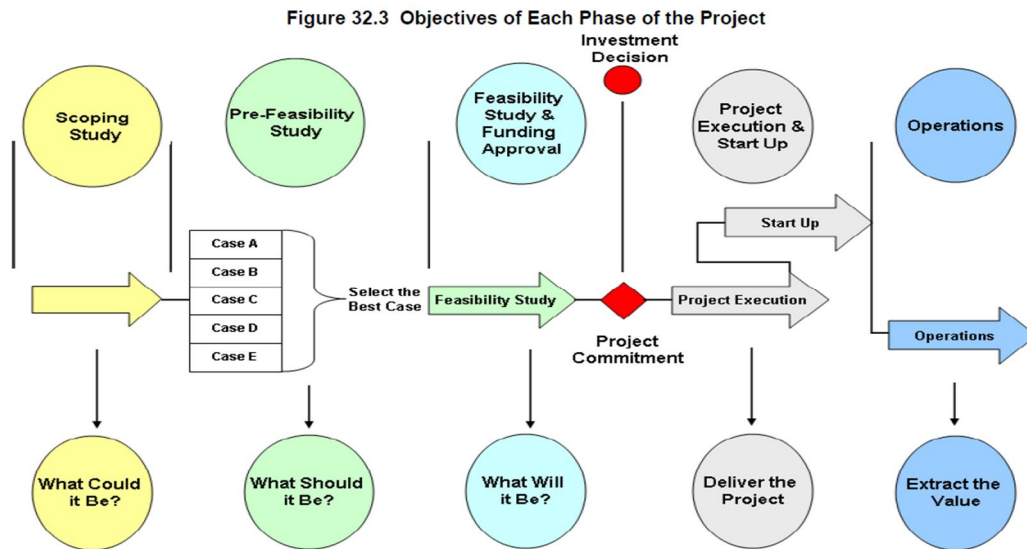 Figure 32.3 Objectives of Each Phase of the Project
Investment
Decision
Scoping
Study
Pre-Feasibility
Study
Feasibility
Study &
Funding
Approval
Project
Execution &
Start Up
Operations
Start Up
Case A
Case B
Case C
Case D
Case E
Select the
Best Case
Feasibility Study
Project Execution
Operations
Project
Commitment
What Could
it Be?
What Should
it Be?
What Will
it Be?
Deliver the
Project
Extract the
Value